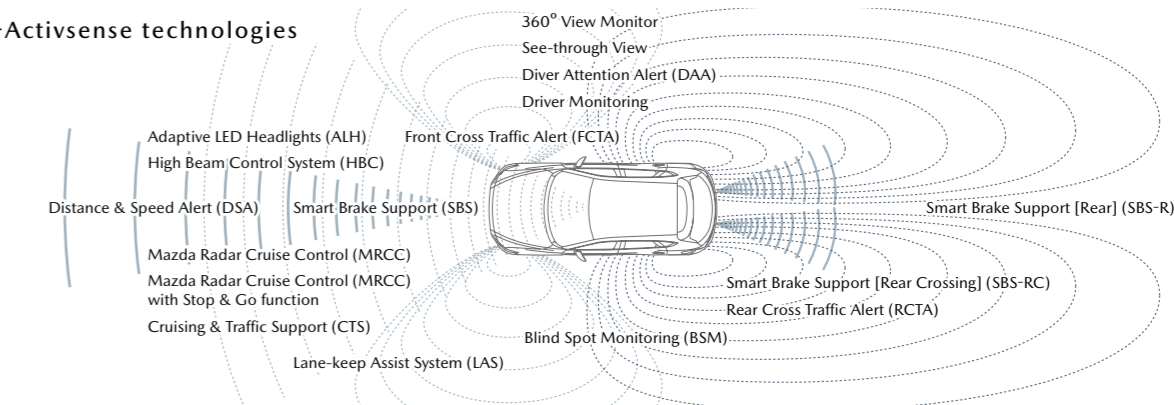 -Activsense technologies
360° View Monitor
See-through View
Diver Attention Alert (DAA)
Driver Monitoring
Adaptive LED Headlights (ALH)
Front Cross Traffic Alert (FCTA)
High Beam Control System (HBC)
Distance & Speed Alert (DSA)
Smart Brake Support (SBS)
Smart Brake Support [Rear] (SBS-R)
Mazda Radar Cruise Control (MRCC)
Mazda Radar Cruise Control (MRCC)
with Stop & Go function
Cruising & Traffic Support (CTS)
Smart Brake Support [Rear Crossing] (SBS-RC)
Rear Cross Traffic Alert (RCTA)
Blind Spot Monitoring (BSM)
Lane-keep Assist System (LAS)